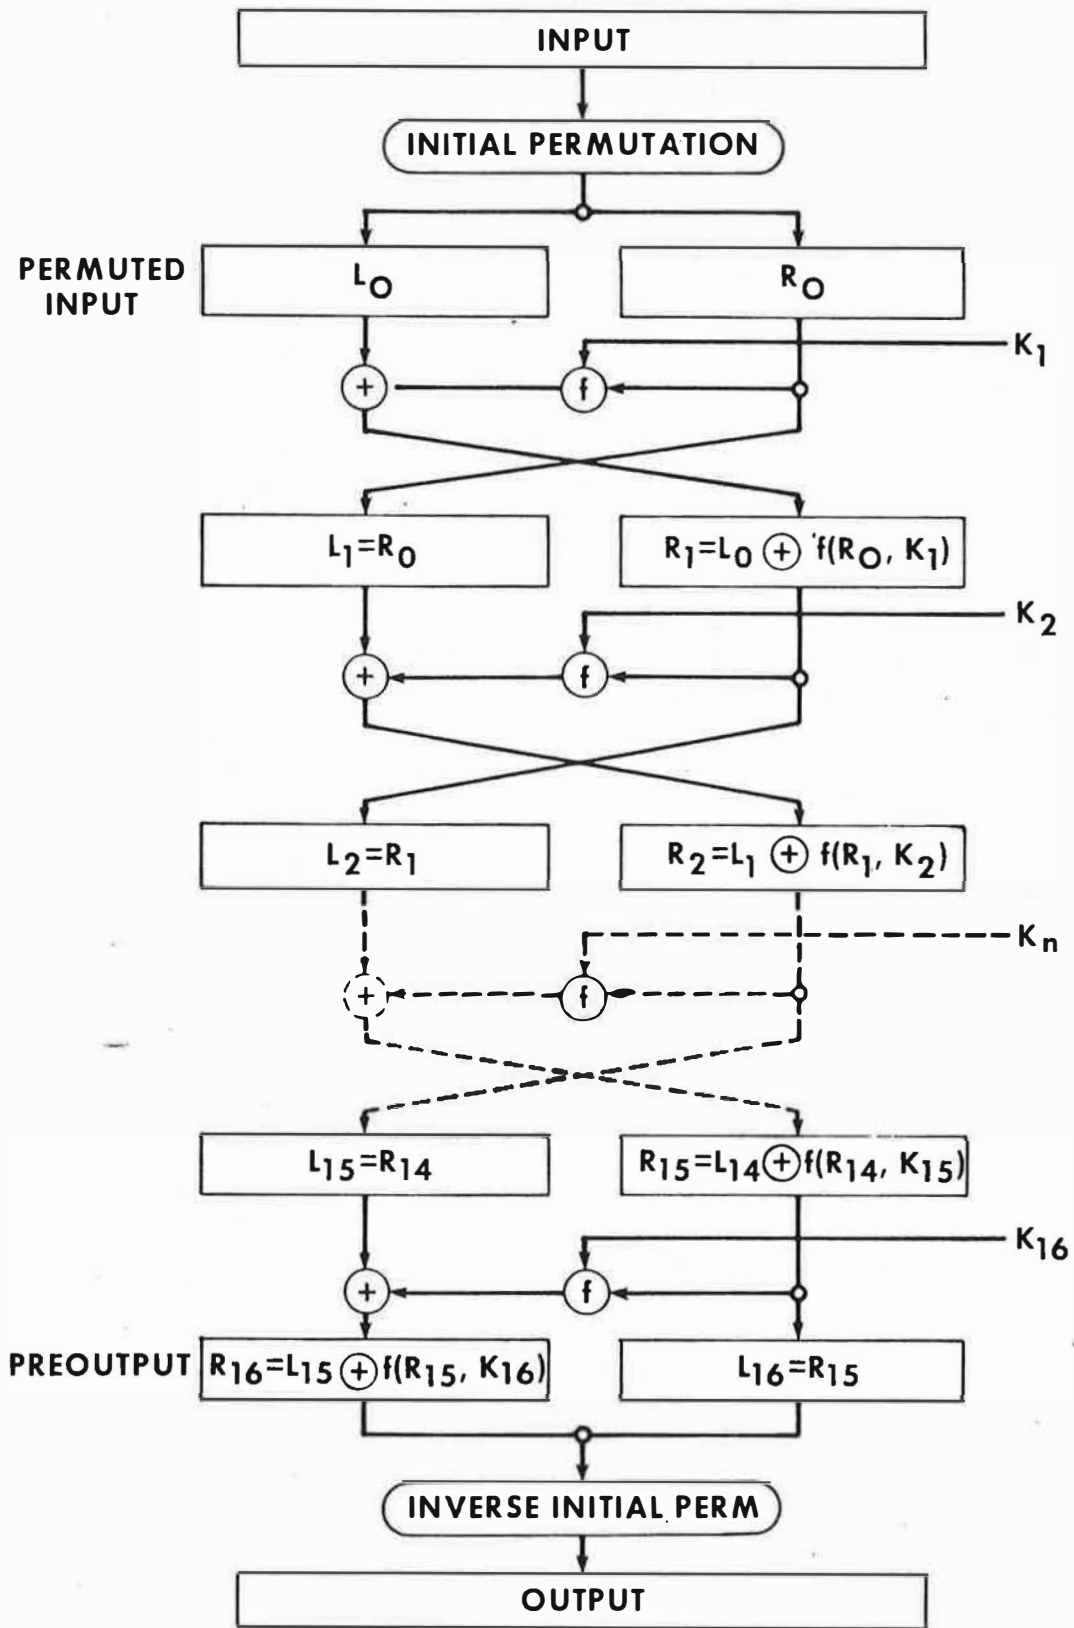 INPUT
INITIAL PERMUTATION
PERMUTED
INPUT
L₀
R₀
K₁
+
f
L₁=R₀
R₁=L₀ ⊕ f(R₀, K₁)
K₂
+
f
L₂=R₁
R₂=L₁ ⊕ f(R₁, K₂)
Kₙ
+
f
L₁₅=R₁₄
R₁₅=L₁₄ ⊕ f(R₁₄, K₁₅)
K₁₆
+
f
PREOUTPUT
R₁₆=L₁₅ ⊕ f(R₁₅, K₁₆)
L₁₆=R₁₅
INVERSE INITIAL PERM
OUTPUT